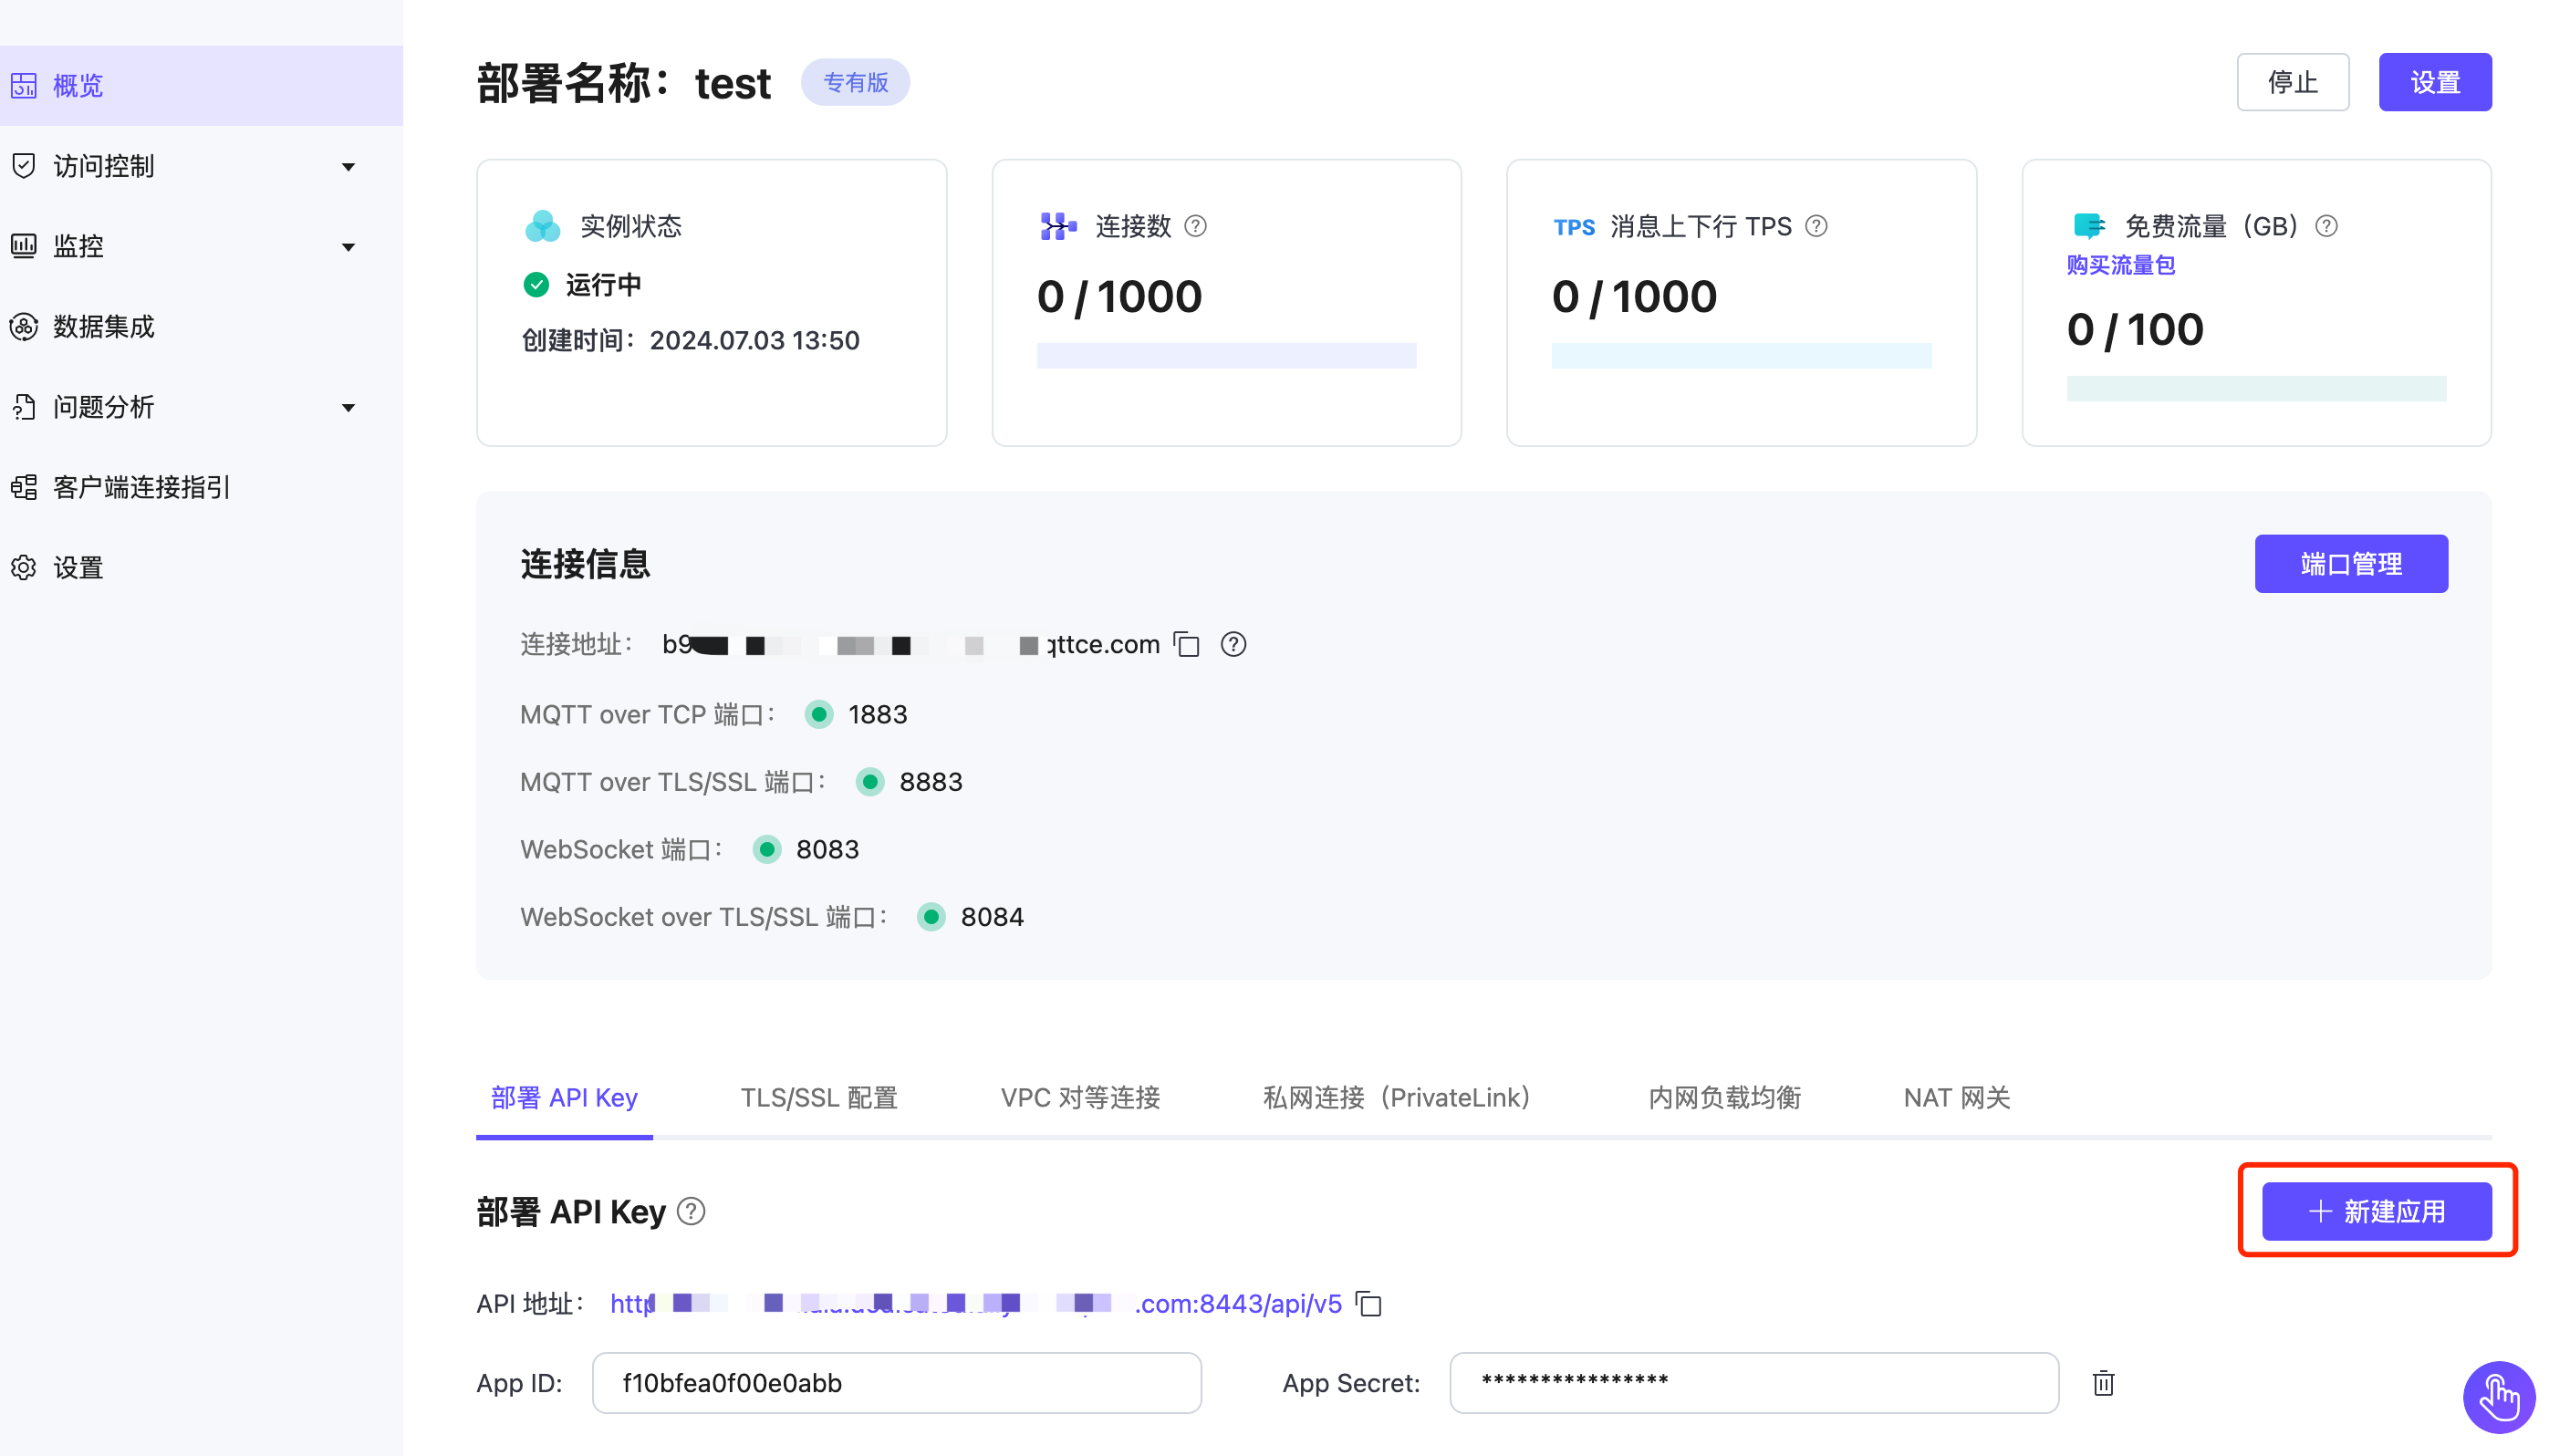 概览
访问控制
监控
数据集成
问题分析
客户端连接指引
设置
部署名称：test
专有版
停止
设置
实例状态
运行中
创建时间：2024.07.03 13:50
连接数
0 / 1000
TPS 消息上下行 TPS
0 / 1000
免费流量（GB）
购买流量包
0 / 100
连接信息
端口管理
连接地址：b9 qttce.com
MQTT over TCP 端口：1883
MQTT over TLS/SSL 端口：8883
WebSocket 端口：8083
WebSocket over TLS/SSL 端口：8084
部署 API Key
TLS/SSL 配置
VPC 对等连接
私网连接（PrivateLink）
内网负载均衡
NAT 网关
部署 API Key
新建应用
API 地址：http .com:8443/api/v5
App ID: f10bfea0f00e0abb
App Secret: ****************